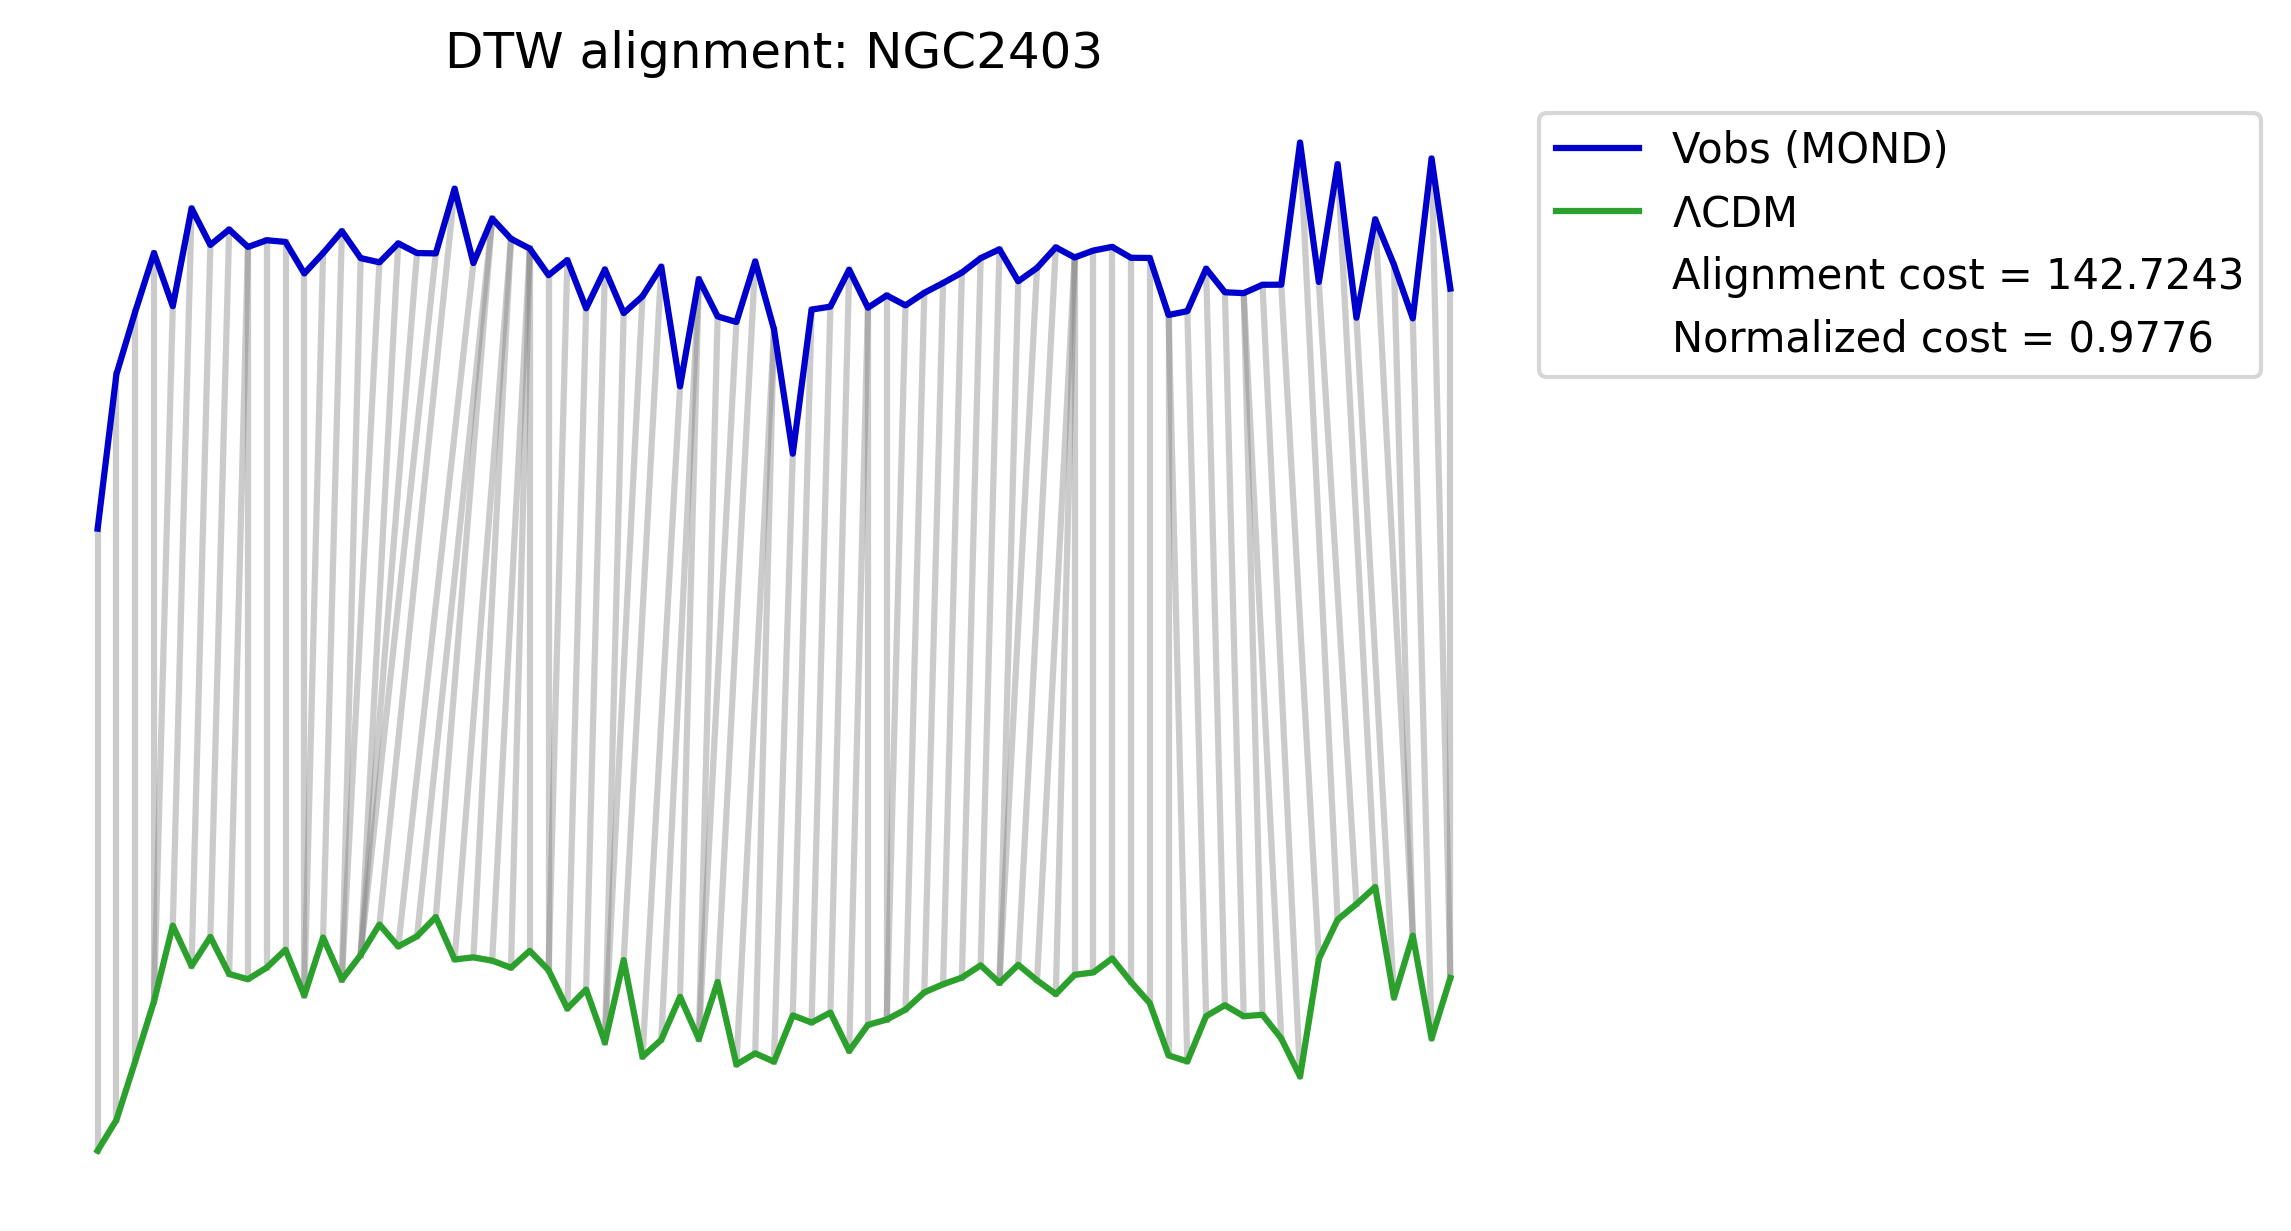 DTW alignment: NGC2403
Vobs (MOND)
ΛCDM
Alignment cost = 142.7243
Normalized cost = 0.9776